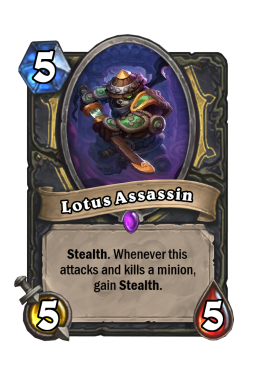 5
Lotus Assassin
Stealth. Whenever this
attacks and kills a minion,
gain Stealth.
5 5